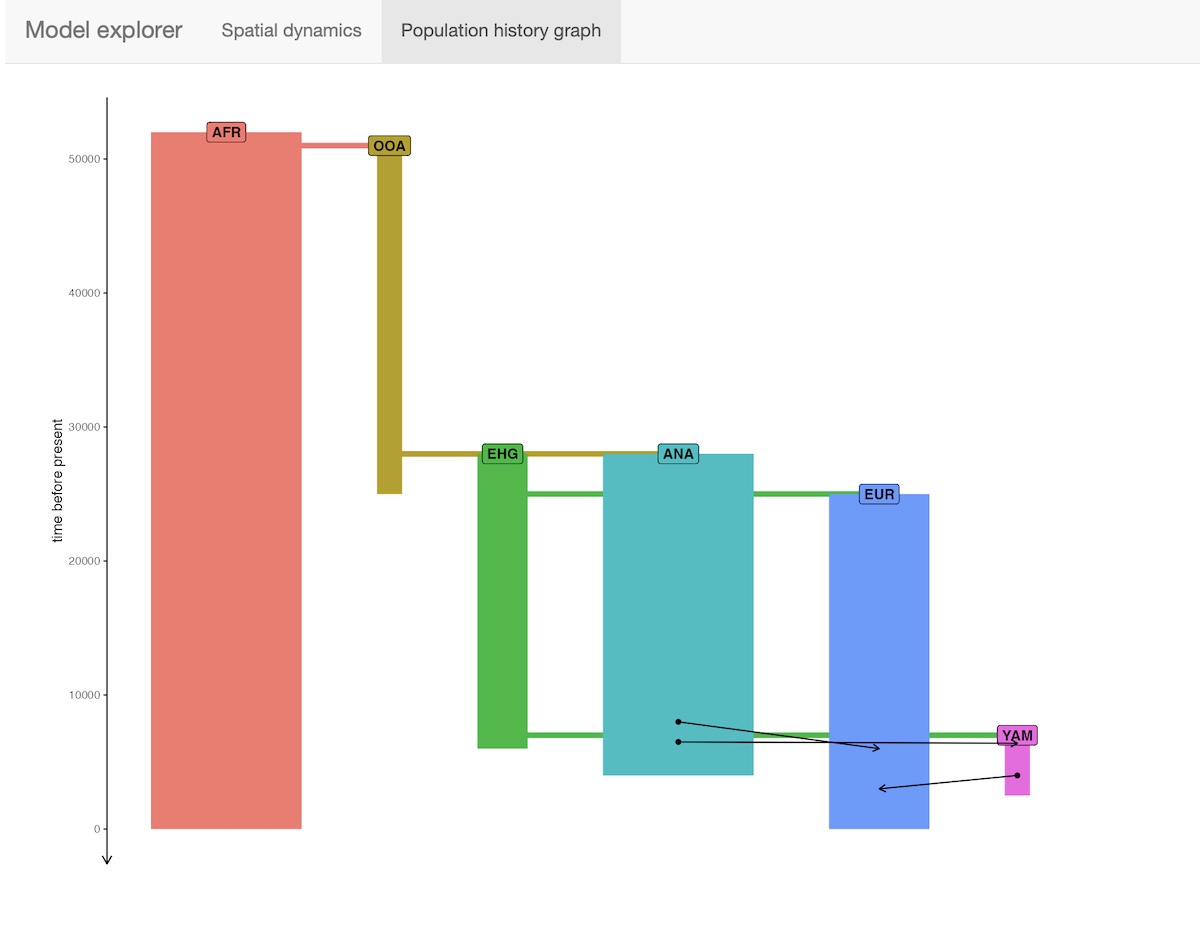 Model explorer Spatial dynamics Population history graph
AFR
OOA
50000
40000
30000
time before present
EHG
ANA
EUR
20000
10000
YAM
0